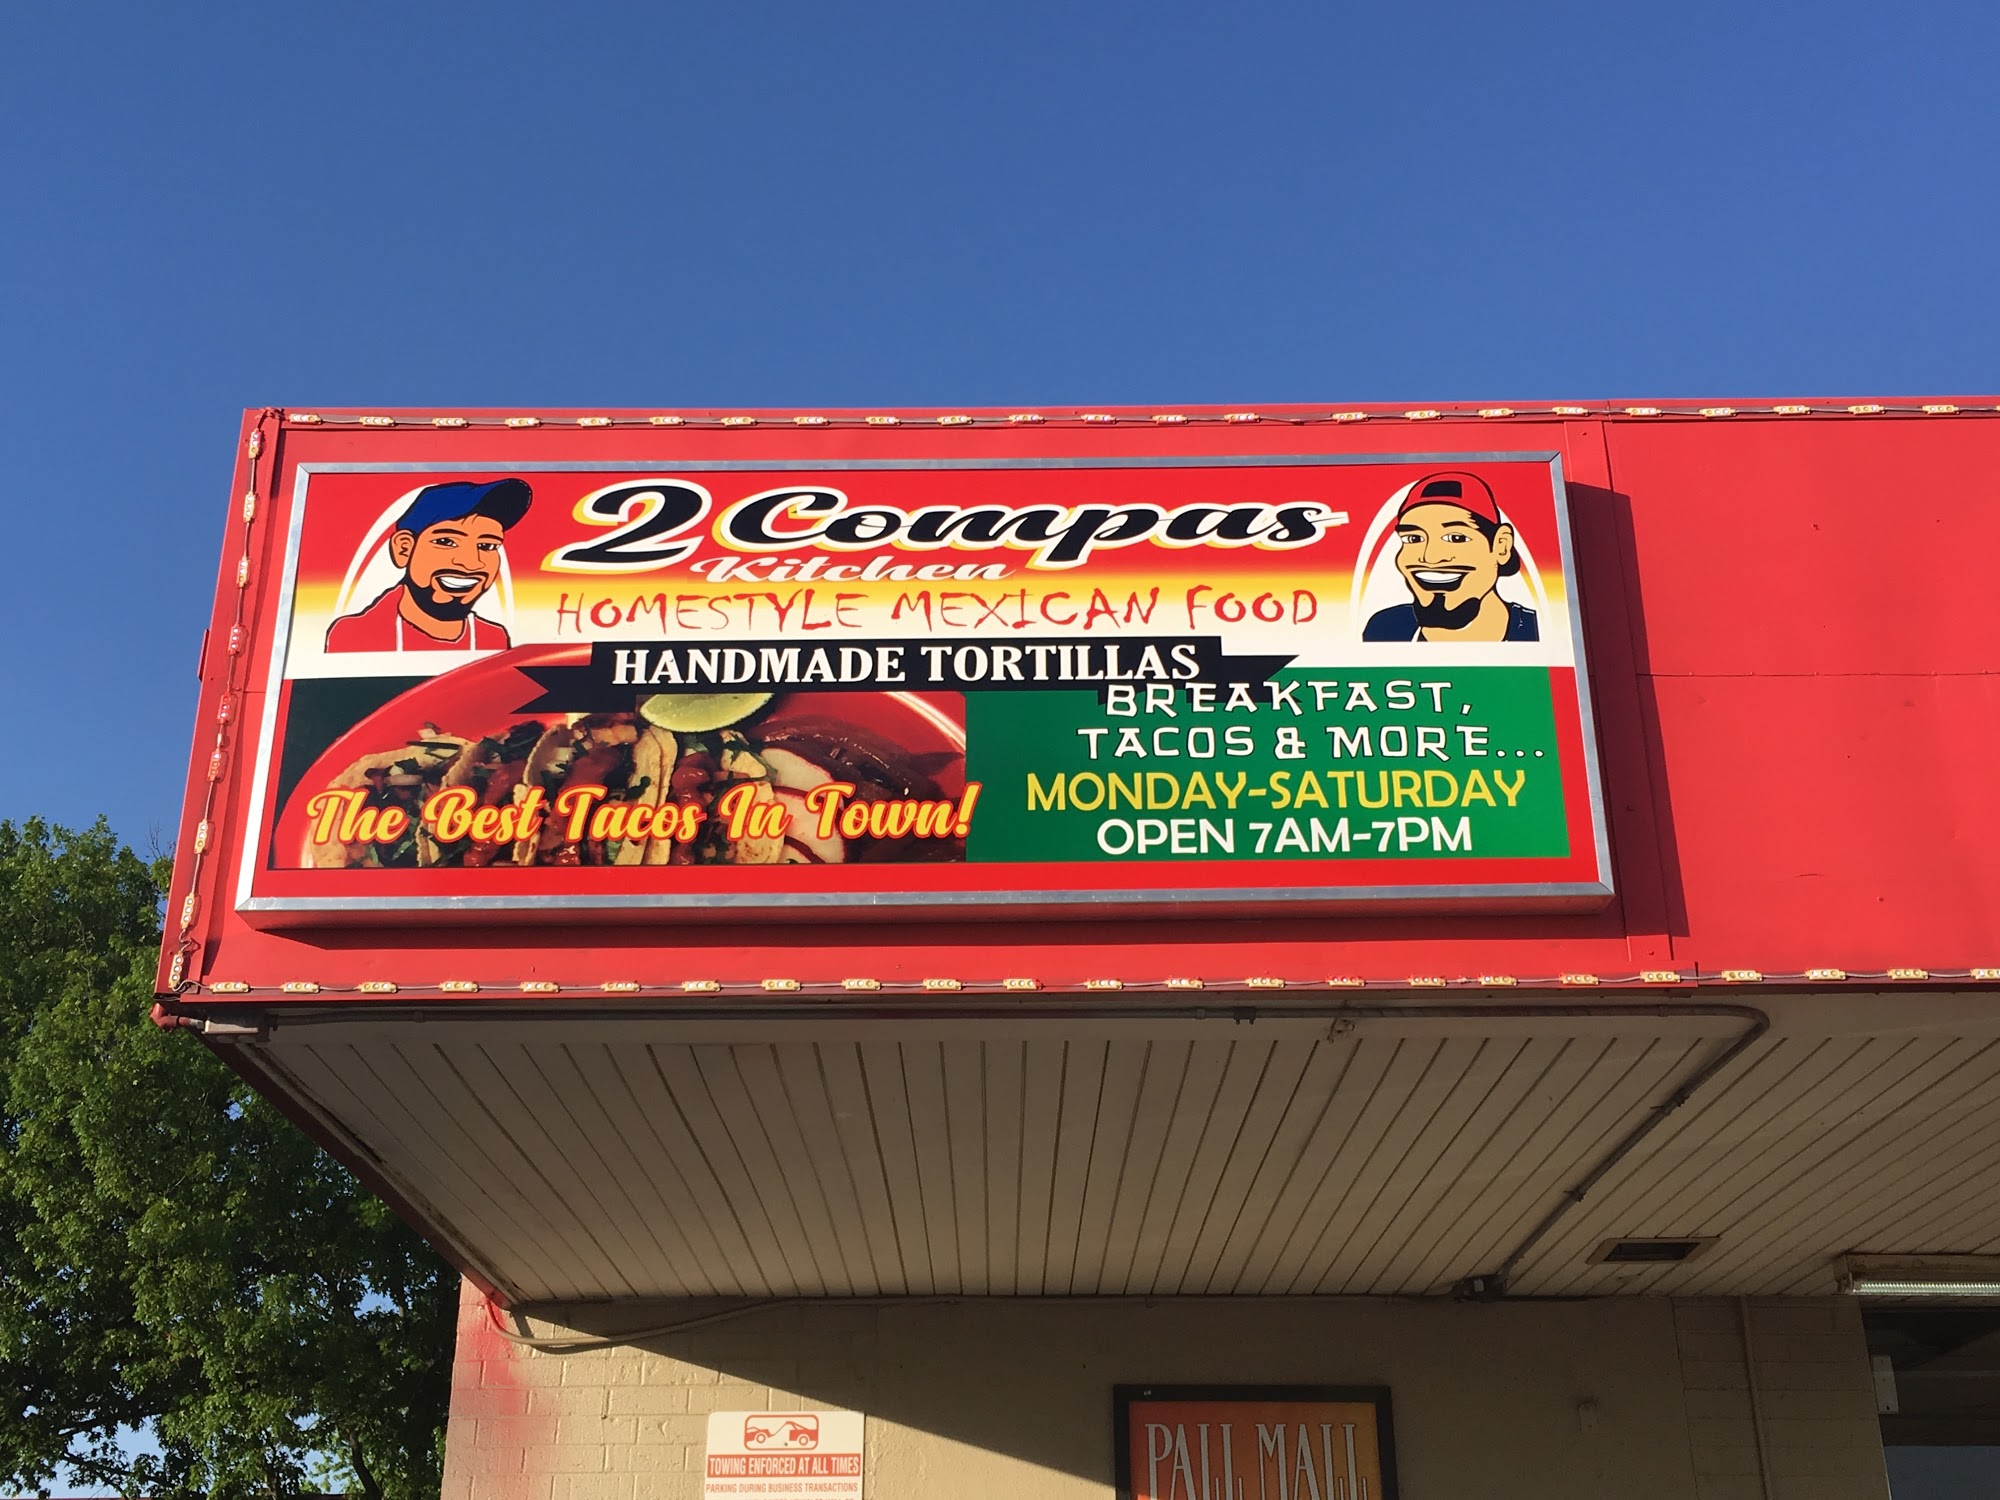 2 Compas
Kitchen
HOMESTYLE MEXICAN FOOD
HANDMADE TORTILLAS
BREAKFAST,
TACOS & MORE...
The Best Tacos In Town!
MONDAY-SATURDAY
OPEN 7AM-7PM
TOWING ENFORCED AT ALL TIMES
PARKING DURING BUSINESS TRANSACTIONS
PALL MALL